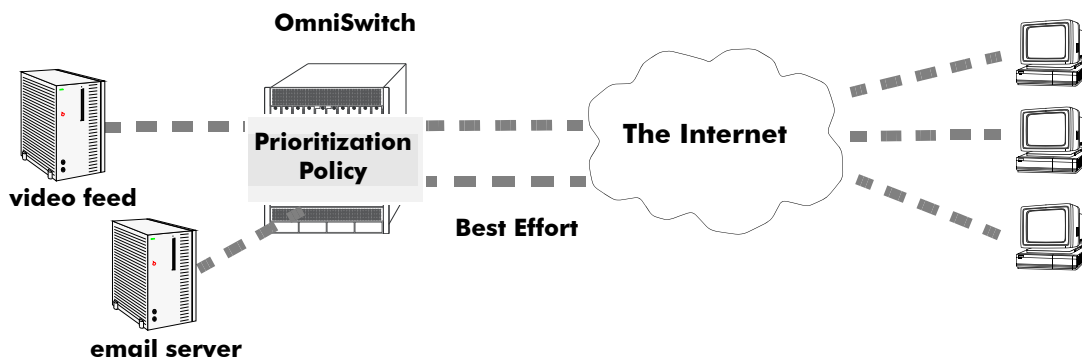 OmniSwitch
Prioritization
Policy
The Internet
video feed
Best Effort
email server